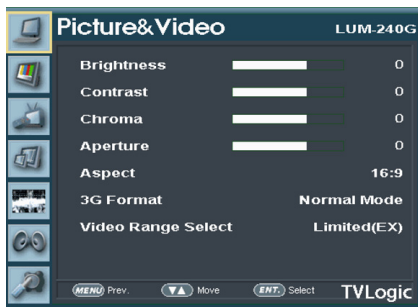 Picture&Video LUM-240G
Brightness 0
Contrast 0
Chroma 0
Aperture 0
Aspect 16:9
3G Format Normal Mode
Video Range Select Limited(EX)
MENU Prev. ▼▲ Move ENT. Select TVLogic